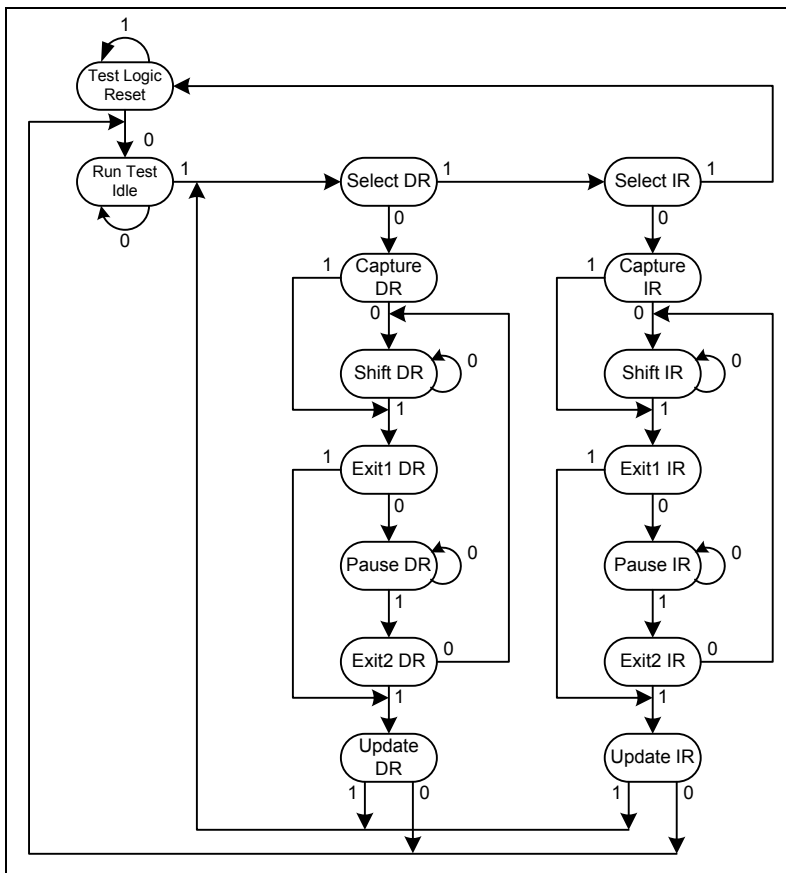 1
Test Logic
Reset
0
Run Test
Idle
1
0
Select DR
1
0
Select IR
1
0
Capture
DR
1
0
Capture
IR
1
0
Shift DR
0
1
Shift IR
0
1
Exit1 DR
1
0
Exit1 IR
1
0
Pause DR
0
1
Pause IR
0
1
Exit2 DR
0
1
Exit2 IR
0
1
Update
DR
1
0
Update IR
1
0